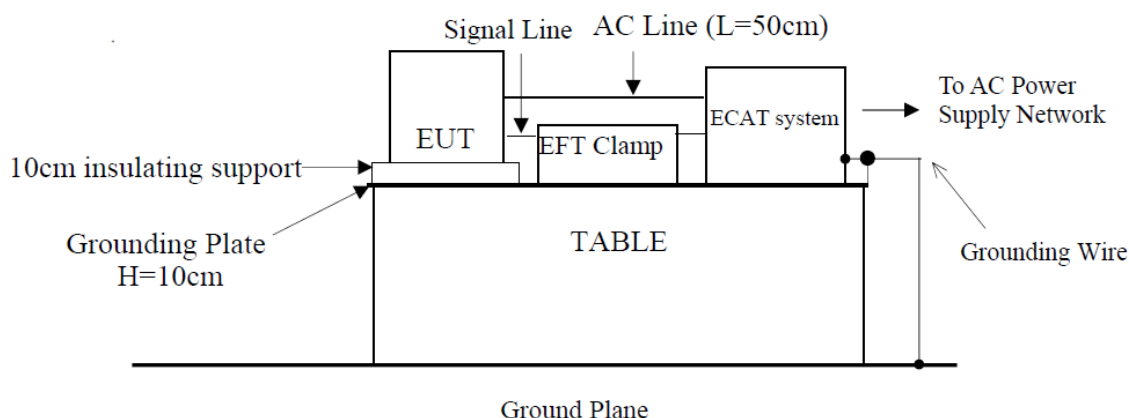 Signal Line
AC Line (L=50cm)
To AC Power
Supply Network
ECAT system
EUT
EFT Clamp
10cm insulating support
Grounding Plate
H=10cm
TABLE
Grounding Wire
Ground Plane